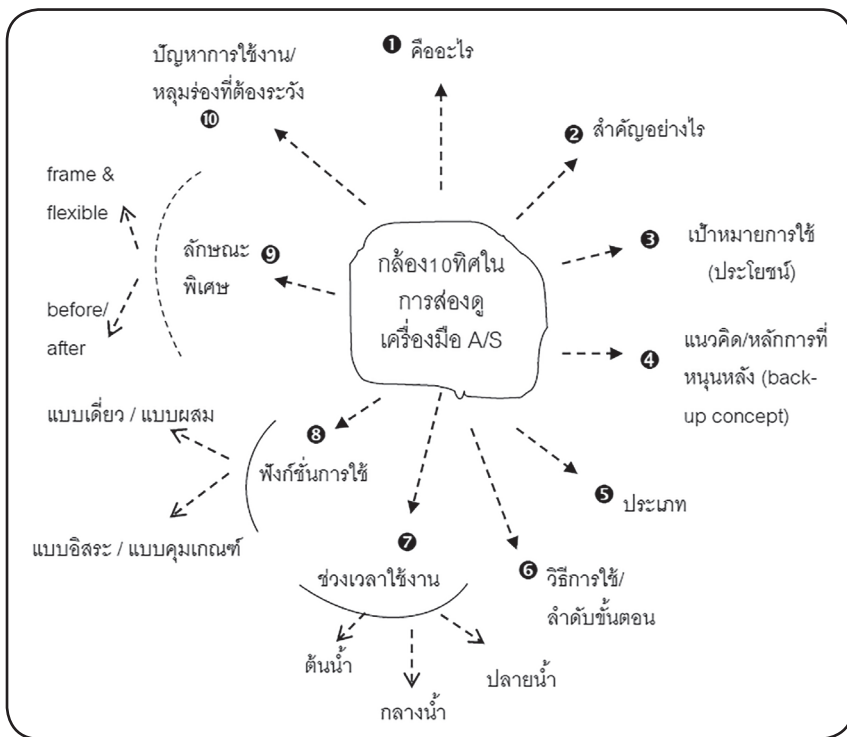 ❶ คืออะไร
❷ สำคัญอย่างไร
❸ เป้าหมายการใช้
(ประโยชน์)
❹ แนวคิด/หลักการที่
หนุนหลัง (back-
up concept)
❺ ประเภท
❻ วิธีการใช้/
ลำดับขั้นตอน
❼
ช่วงเวลาใช้งาน
ต้นน้ำ
กลางน้ำ
ปลายน้ำ
❽
ฟังก์ชั่นการใช้
แบบเดี่ยว / แบบผสม
แบบอิสระ / แบบคุมเกณฑ์
ลักษณะ ❾
พิเศษ
frame &
flexible
before/
after
ปัญหาการใช้งาน/
หลุมร่องที่ต้องระวัง
❿
กล้อง10ทิศใน
การส่องดู
เครื่องมือ A/S